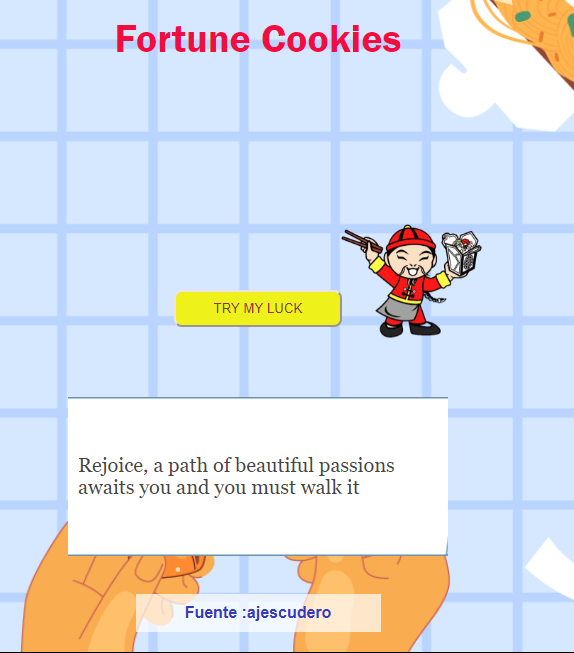 Fortune Cookies
TRY MY LUCK
Rejoice, a path of beautiful passions
awaits you and you must walk it
Fuente :ajescudero